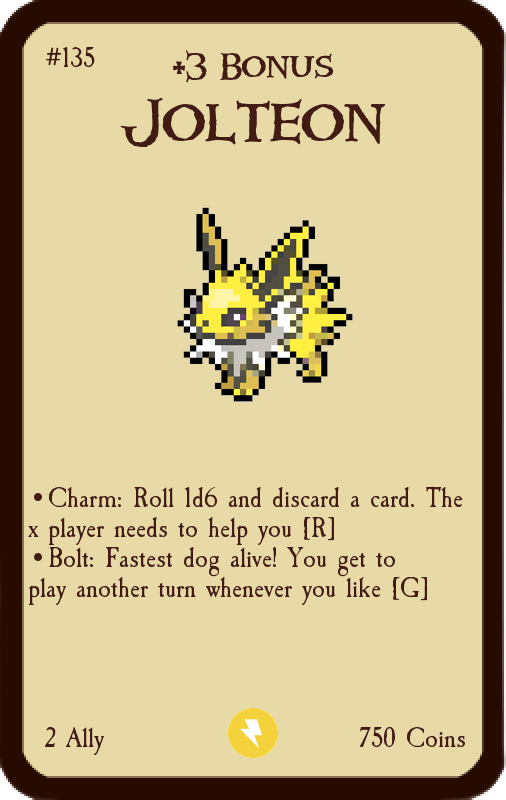 #135
+3 Bonus
Jolteon
•Charm: Roll 1d6 and discard a card. The
x player needs to help you [R]
•Bolt: Fastest dog alive! You get to
play another turn whenever you like [G]
2 Ally
750 Coins